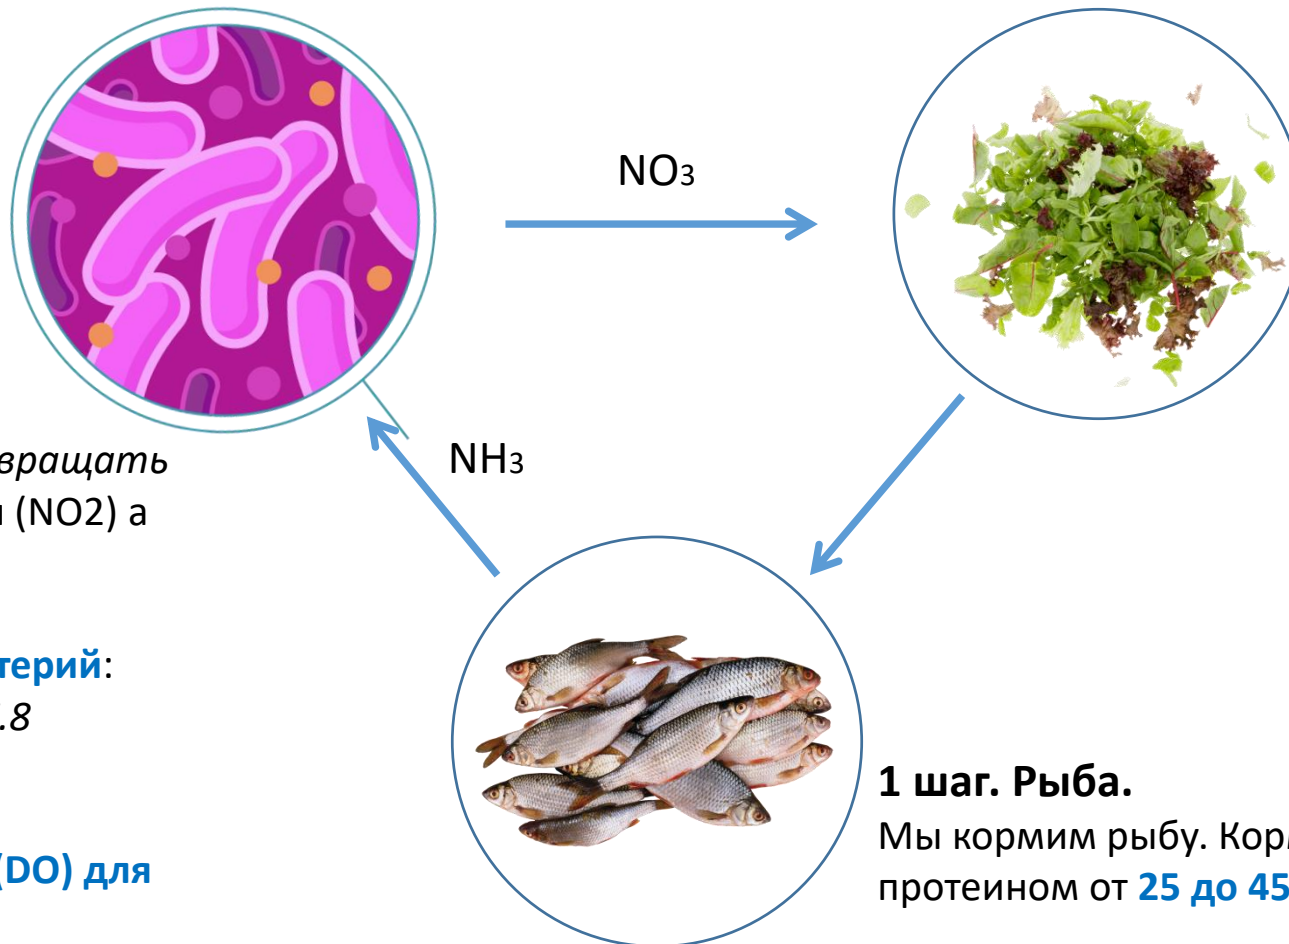 NO3
NH3
вращать
(NO2) а
терий:
.8
(DO) для
1 шаг. Рыба.
Мы кормим рыбу. Корм
протеином от 25 до 45